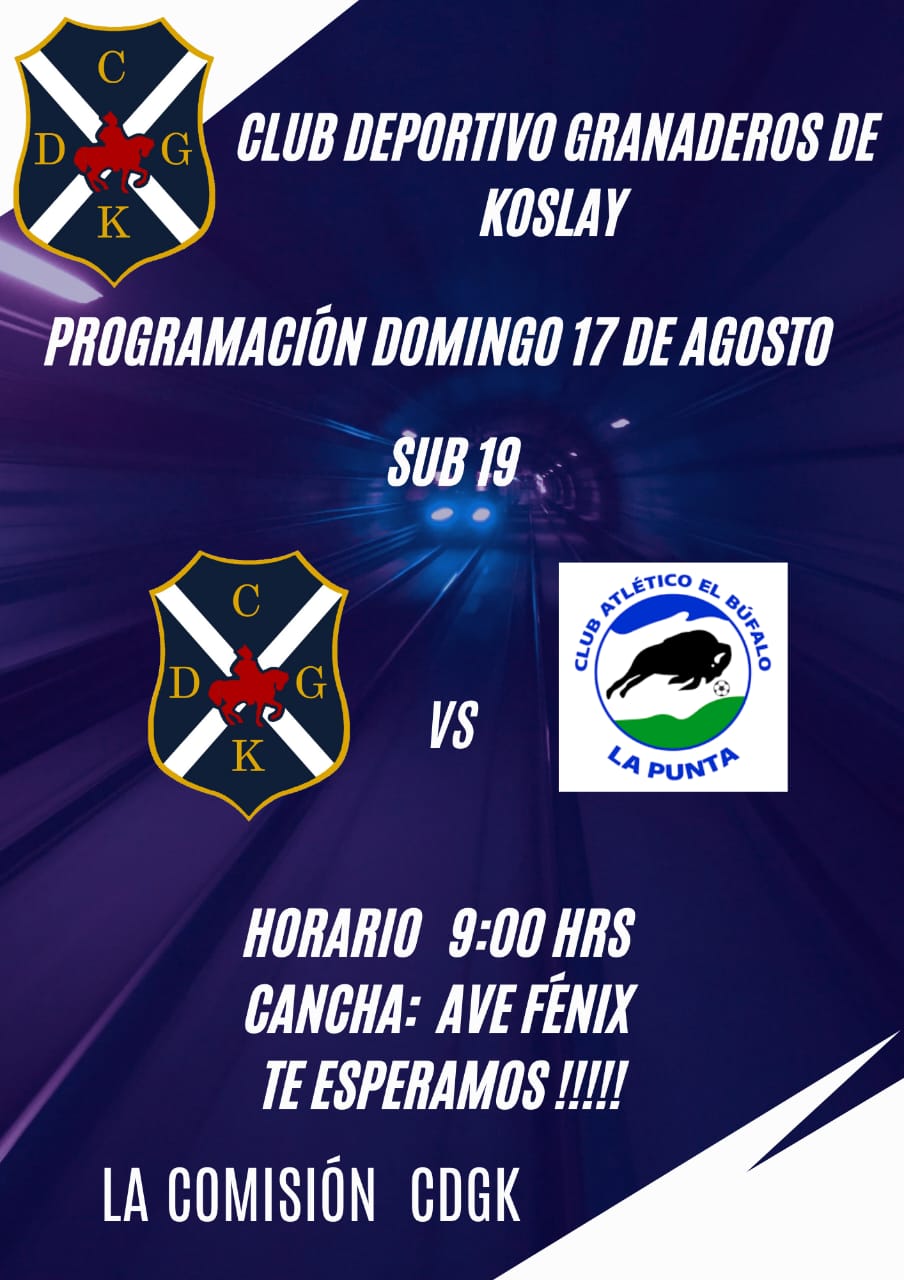 C
D G
K
CLUB DEPORTIVO GRANADEROS DE
KOSLAY
PROGRAMACIÓN DOMINGO 17 DE AGOSTO
SUB 19
C
D G
K
VS
CLUB ATLÉTICO EL BÚFALO
LA PUNTA
HORARIO 9:00 HRS
CANCHA: AVE FÉNIX
TE ESPERAMOS !!!!!
LA COMISIÓN CDGK